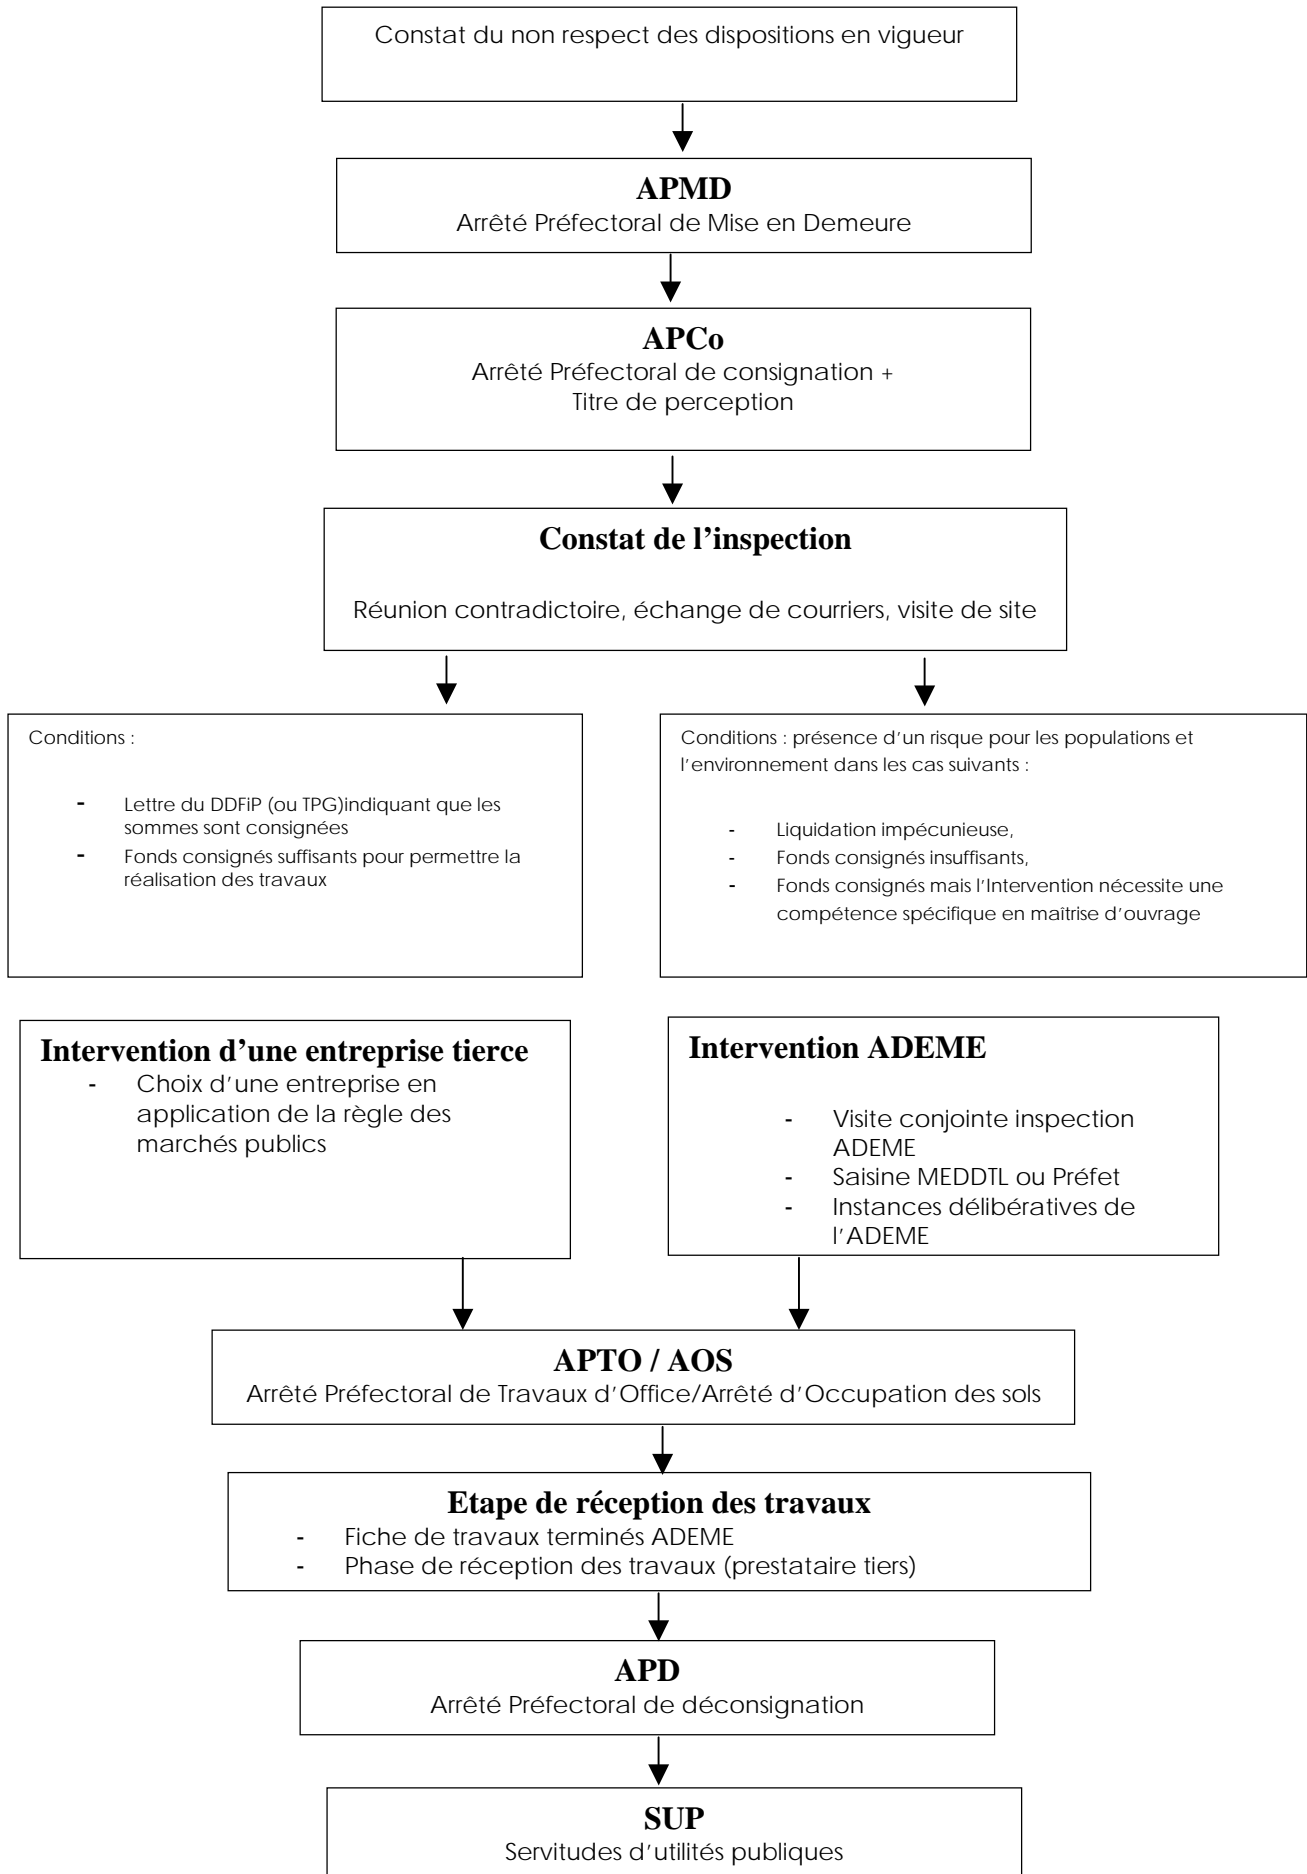 Constat du non respect des dispositions en vigueur
APMD
Arrêté Préfectoral de Mise en Demeure
APCo
Arrêté Préfectoral de consignation +
Titre de perception
Constat de l'inspection
Réunion contradictoire, échange de courriers, visite de site
Conditions :
- Lettre du DDFiP (ou TPG)indiquant que les
sommes sont consignées
- Fonds consignés suffisants pour permettre la
réalisation des travaux
Conditions : présence d'un risque pour les populations et
l'environnement dans les cas suivants :
- Liquidation impécunieuse,
- Fonds consignés insuffisants,
- Fonds consignés mais l'Intervention nécessite une
compétence spécifique en maîtrise d'ouvrage
Intervention d'une entreprise tierce
- Choix d'une entreprise en
application de la règle des
marchés publics
Intervention ADEME
- Visite conjointe inspection
ADEME
- Saisine MEDDTL ou Préfet
- Instances délibératives de
l'ADEME
APTO / AOS
Arrêté Préfectoral de Travaux d'Office/Arrêté d'Occupation des sols
Etape de réception des travaux
- Fiche de travaux terminés ADEME
- Phase de réception des travaux (prestataire tiers)
APD
Arrêté Préfectoral de déconsignation
SUP
Servitudes d'utilités publiques